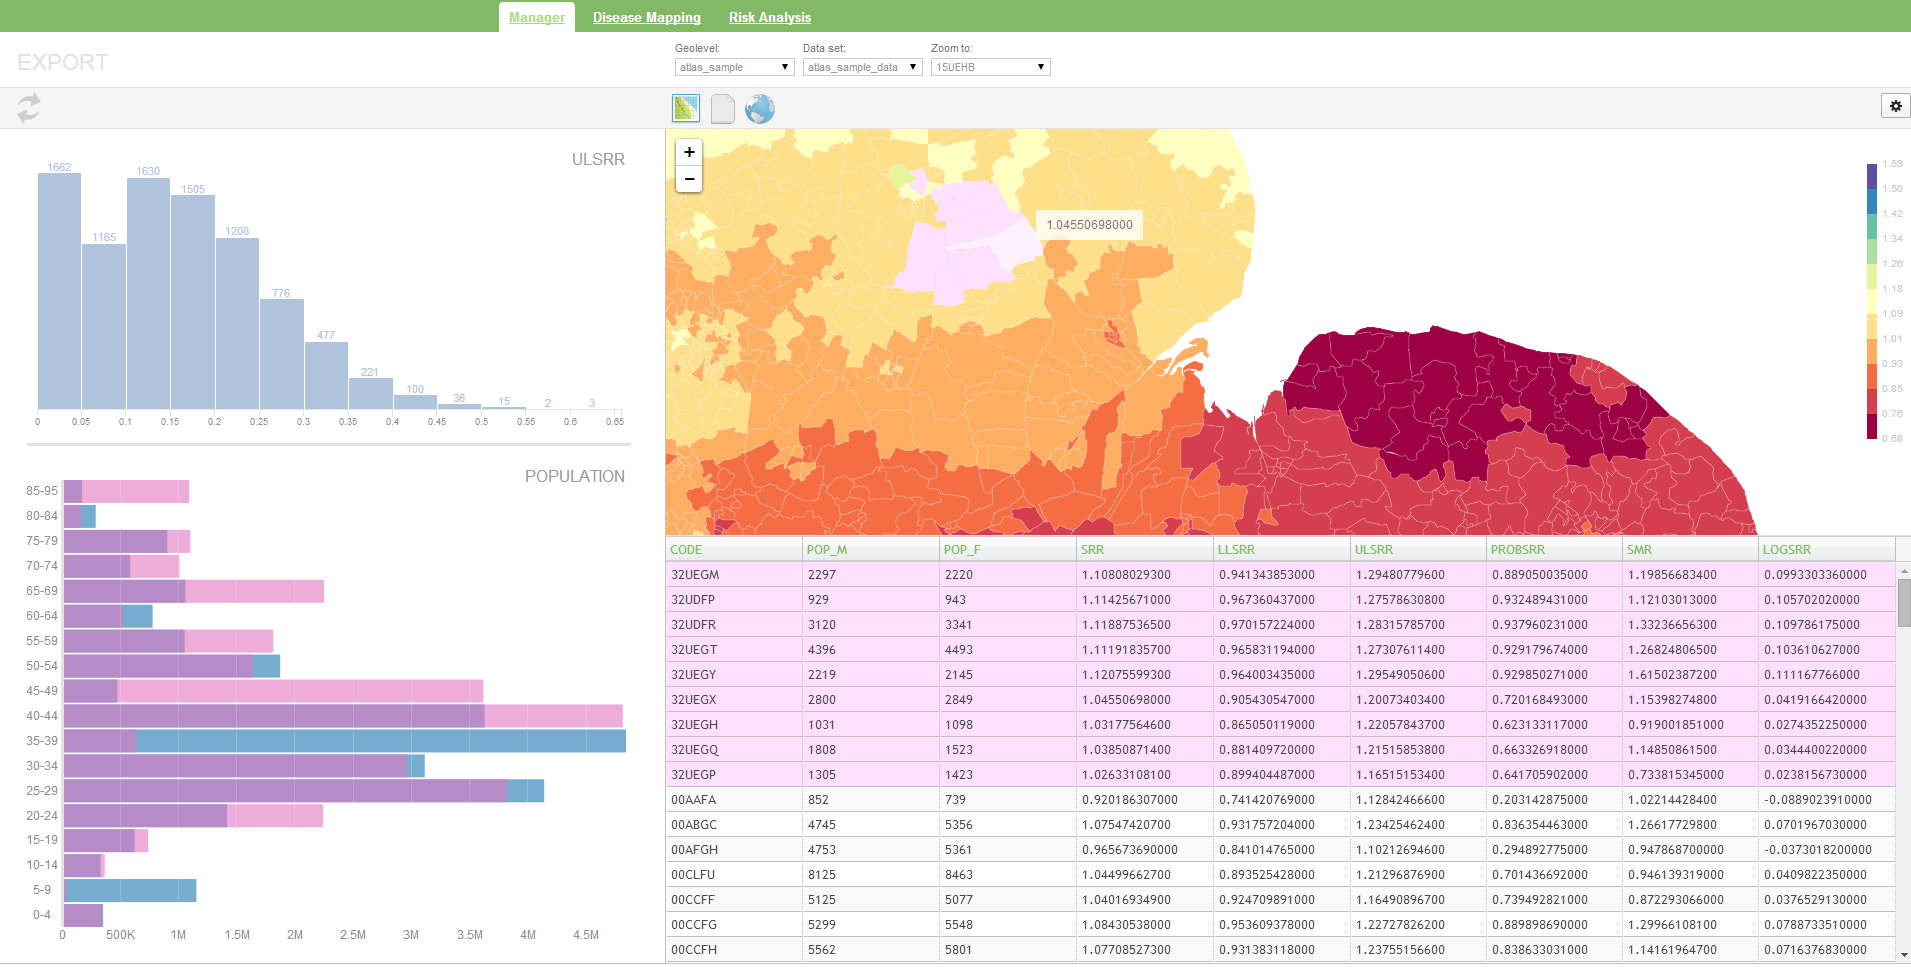 Manager Disease Mapping Risk Analysis
EXPORT
Geolevel: Data set: Zoom to:
atlas_sample atlas_sample_data 15UEHB
ULSRR
1662
1165
1630
1505
1208
776
477
221
100
36
15
2
3
0 0.05 0.1 0.15 0.2 0.25 0.3 0.35 0.4 0.45 0.5 0.55 0.6 0.65
POPULATION
85-95
80-84
75-79
70-74
65-69
60-64
55-59
50-54
45-49
40-44
35-39
30-34
25-29
20-24
15-19
10-14
5-9
0-4
0 500K 1M 1.5M 2M 2.5M 3M 3.5M 4M 4.5M
+
−
1.04550698000
1.59
1.50
1.42
1.34
1.26
1.18
1.09
1.01
0.93
0.85
0.76
0.68
CODE POP_M POP_F SRR LLSRR ULSRR PROBSRR SMR LOGSRR
32UEGM 2297 2220 1.10808029300 0.941343853000 1.29480779600 0.889050035000 1.19856683400 0.0993303360000
32UDFP 929 943 1.11425671000 0.967360437000 1.27578630800 0.932489431000 1.12103013000 0.105702020000
32UDFR 3120 3341 1.11887536500 0.970157224000 1.28315785700 0.937960231000 1.33236656300 0.109786175000
32UEGT 4396 4493 1.11191835700 0.965831194000 1.27307611400 0.929179674000 1.26824806500 0.103610627000
32UEGY 2219 2145 1.12075599300 0.964003435000 1.29549050600 0.929850271000 1.61502387200 0.111167766000
32UEGX 2800 2849 1.04550698000 0.905430547000 1.20073403400 0.720168493000 1.15398274800 0.0419166420000
32UEGH 1031 1098 1.03177564600 0.865050119000 1.22057843700 0.623133117000 0.919001851000 0.0274352250000
32UEGQ 1808 1523 1.03850871400 0.881409720000 1.21515853800 0.663326918000 1.14850861500 0.0344400220000
32UEGP 1305 1423 1.02633108100 0.899404487000 1.16515153400 0.641705902000 0.733815345000 0.0238156730000
00AAFA 852 739 0.920186307000 0.741420769000 1.12842466600 0.203142875000 1.02214428400 -0.0889023910000
00ABGC 4745 5356 1.07547420700 0.931757204000 1.23425462400 0.836354463000 1.26617729800 0.0701967030000
00AFGH 4753 5361 0.965673690000 0.841014765000 1.10212694600 0.294892775000 0.947868700000 -0.0373018200000
00CLFU 8125 8463 1.04499662700 0.893525428000 1.21296876900 0.701436692000 0.946139319000 0.0409822350000
00CCFF 5125 5077 1.04016934900 0.924709891000 1.16490896700 0.739492821000 0.872293066000 0.0376529130000
00CCFG 5299 5548 1.08430538000 0.953609378000 1.22727826200 0.889898690000 1.29966108100 0.0788733510000
00CCFH 5562 5801 1.07708527300 0.931383118000 1.23755156600 0.838633031000 1.14161964700 0.0716376830000